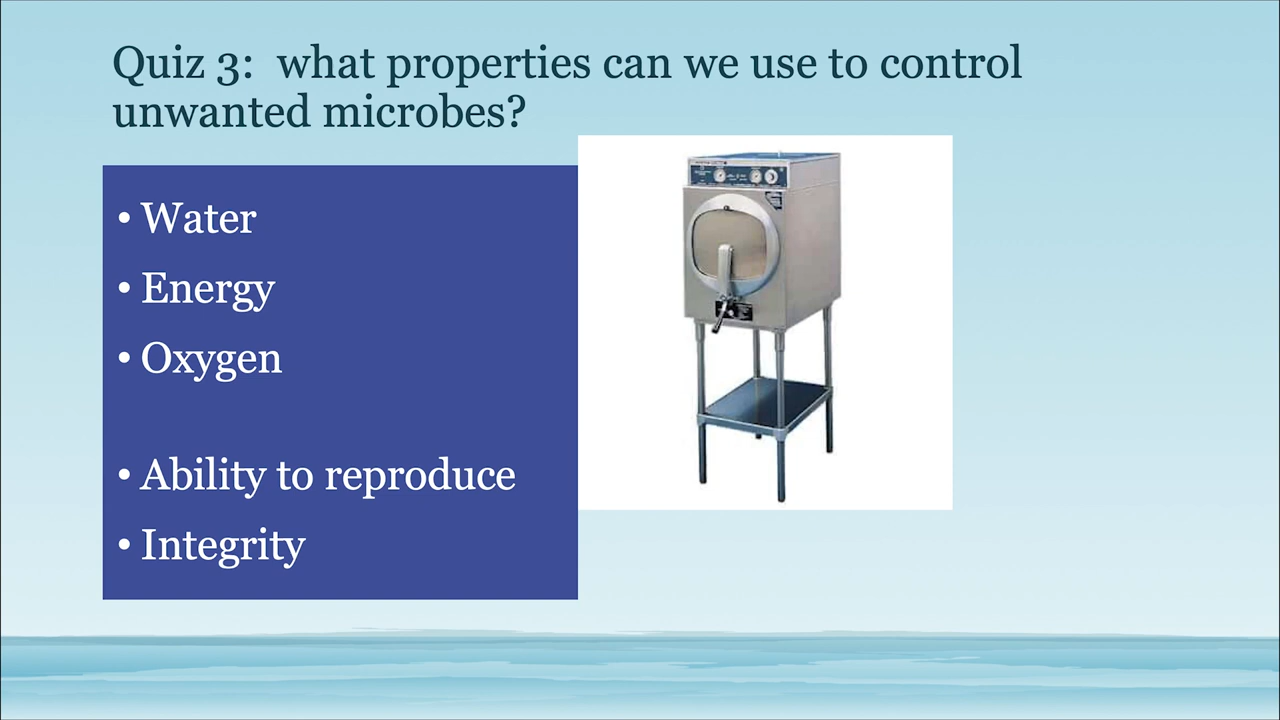 Quiz 3:  what properties can we use to control
unwanted microbes?
• Water
• Energy
• Oxygen
• Ability to reproduce
• Integrity